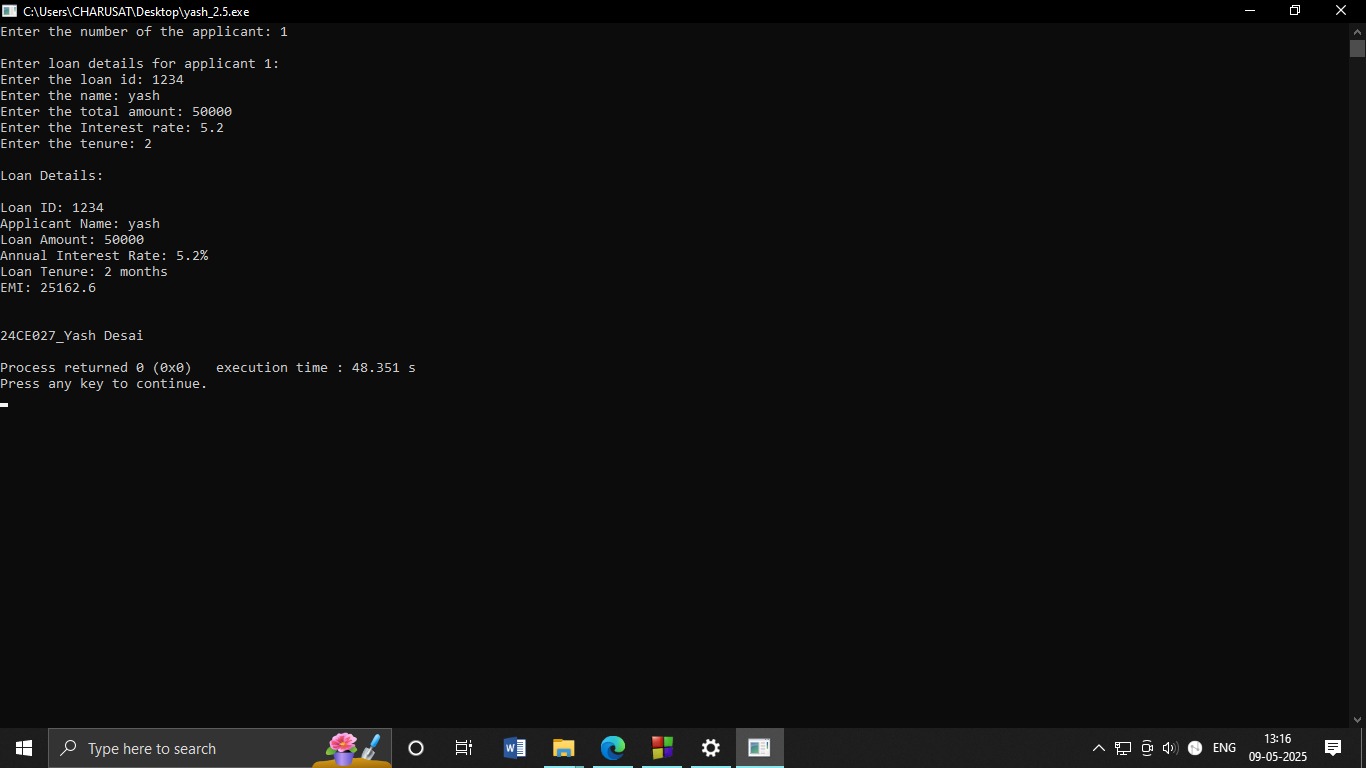 C:\Users\CHARUSAT\Desktop\yash_2.5.exe
Enter the number of the applicant: 1
Enter loan details for applicant 1:
Enter the loan id: 1234
Enter the name: yash
Enter the total amount: 50000
Enter the Interest rate: 5.2
Enter the tenure: 2
Loan Details:
Loan ID: 1234
Applicant Name: yash
Loan Amount: 50000
Annual Interest Rate: 5.2%
Loan Tenure: 2 months
EMI: 25162.6
24CE027_Yash Desai
Process returned 0 (0x0)   execution time : 48.351 s
Press any key to continue.
Type here to search
W
N
ENG
13:16
09-05-2025